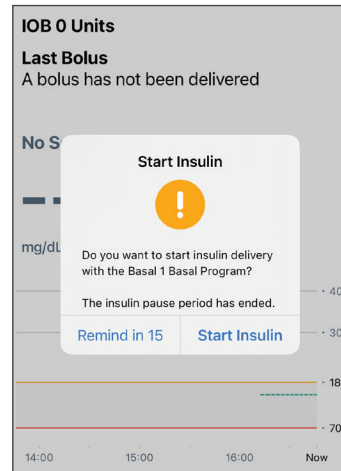 IOB 0 Units
Last Bolus
A bolus has not been delivered
No S
Start Insulin
mg/dL
Do you want to start insulin delivery
with the Basal 1 Basal Program?
The insulin pause period has ended.
Remind in 15 Start Insulin
40
30
18
70
14:00 15:00 16:00 Now